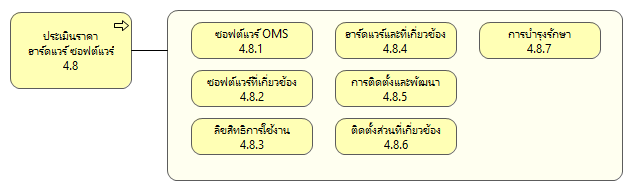 ประเมินราคา
ฮาร์ดแวร์ ซอฟต์แวร์
4.8
ซอฟต์แวร์ OMS
4.8.1
ซอฟต์แวร์ที่เกี่ยวข้อง
4.8.2
ลิขสิทธิการใช้งาน
4.8.3
ฮาร์ดแวร์และที่เกี่ยวข้อง
4.8.4
การติดตั้งและพัฒนา
4.8.5
ติดตั้งส่วนที่เกี่ยวข้อง
4.8.6
การบำรุงรักษา
4.8.7